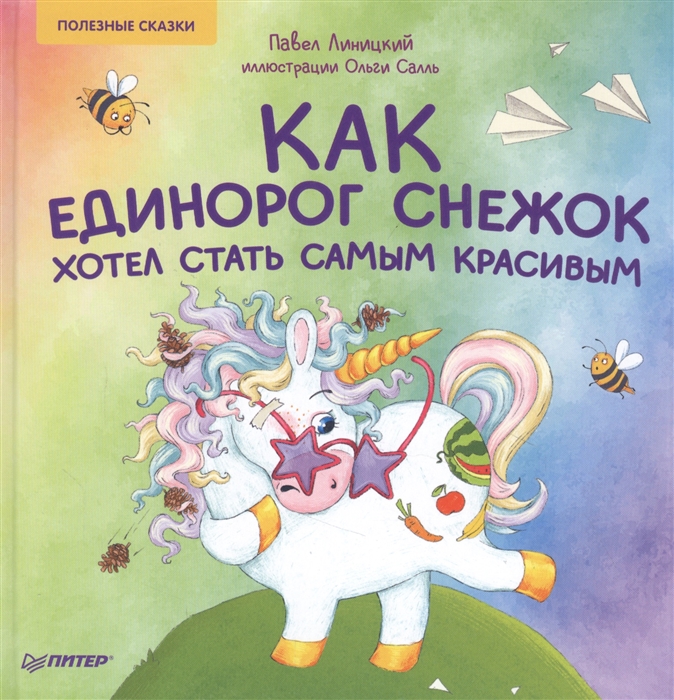 ПОЛЕЗНЫЕ СКАЗКИ
Павел Линицкий
иллюстрации Ольги Салль
КАК
ЕДИНОРОГ СНЕЖОК
ХОТЕЛ СТАТЬ САМЫМ КРАСИВЫМ
ПИТЕР®